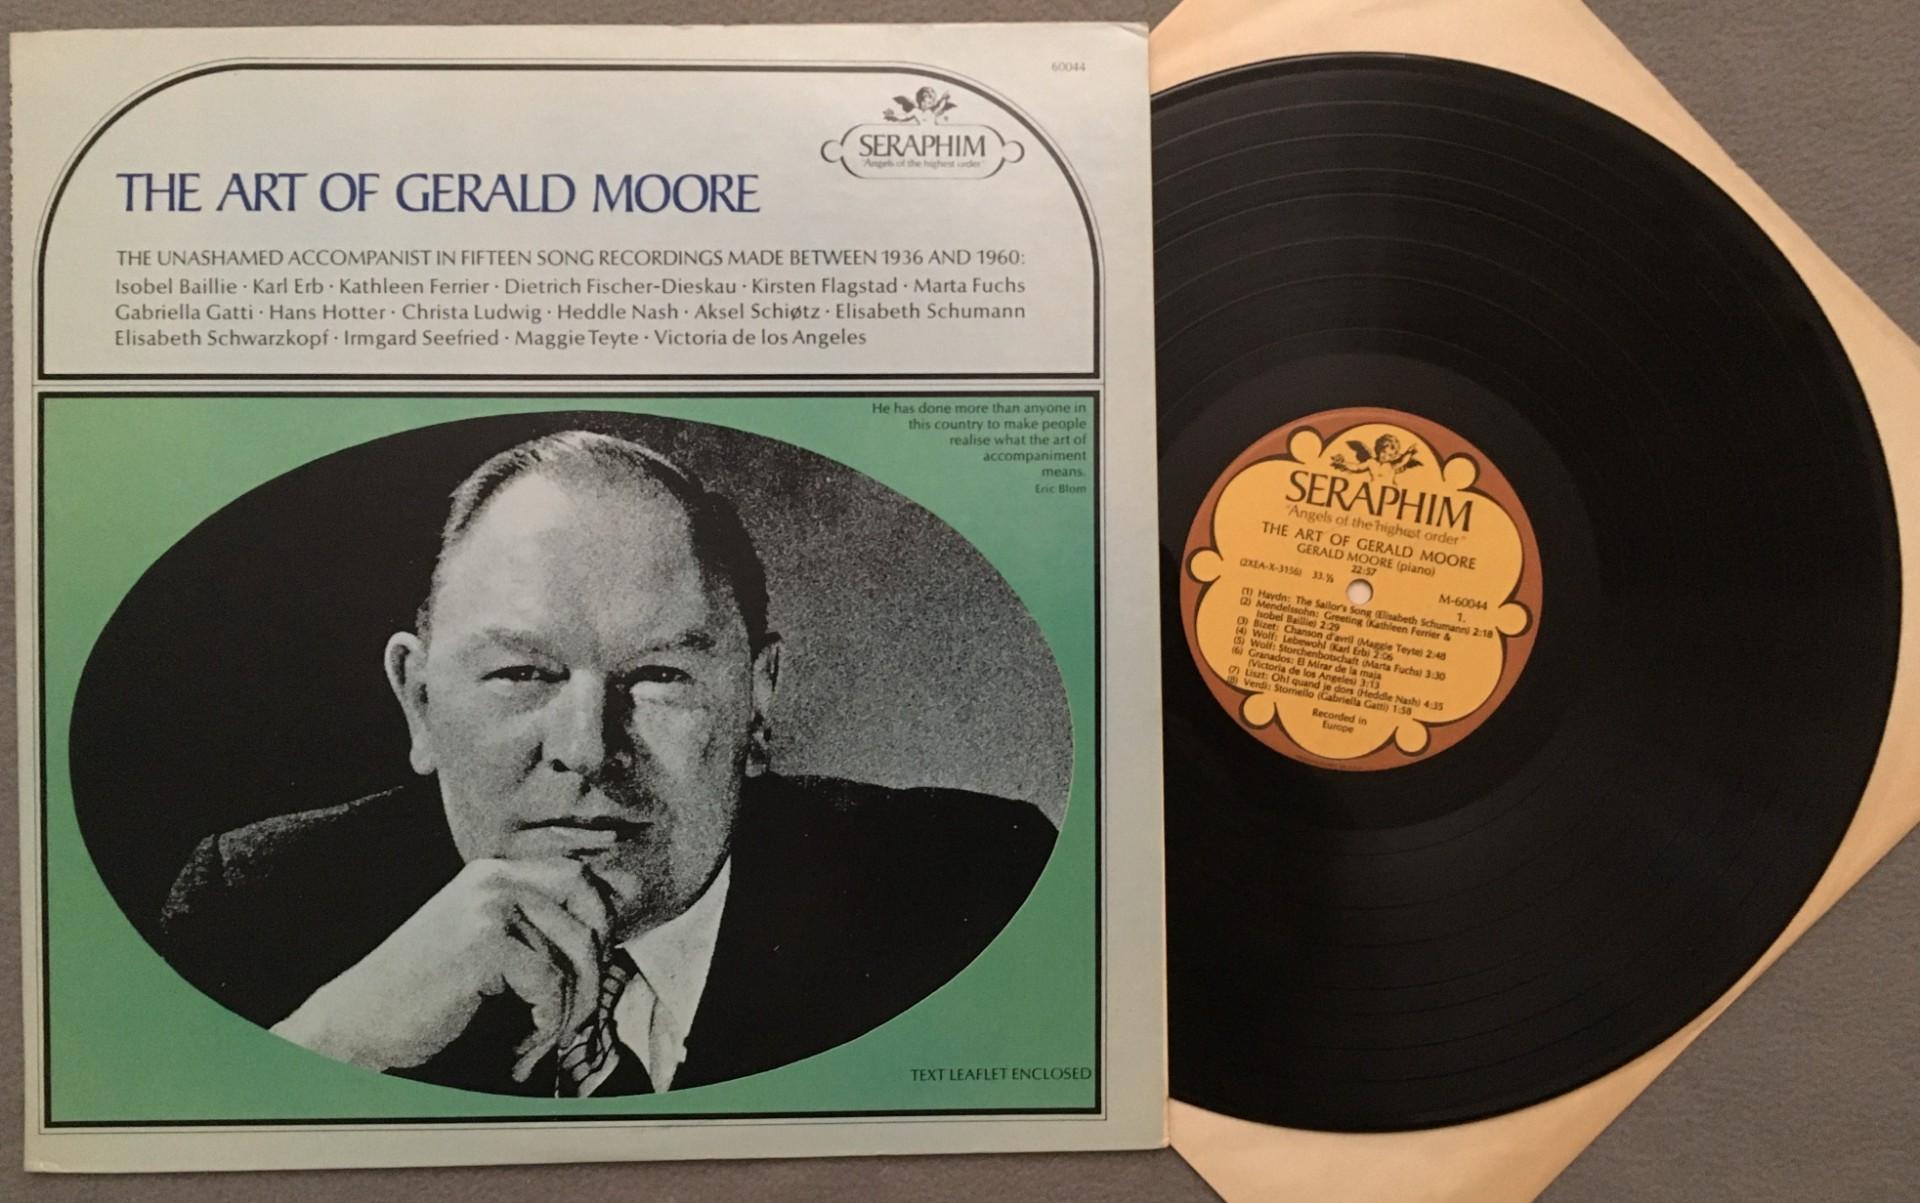 60044
SERAPHIM
"Angels of the highest order"
THE ART OF GERALD MOORE
THE UNASHAMED ACCOMPANIST IN FIFTEEN SONG RECORDINGS MADE BETWEEN 1936 AND 1960:
Isobel Baillie · Karl Erb · Kathleen Ferrier · Dietrich Fischer-Dieskau · Kirsten Flagstad · Marta Fuchs
Gabriella Gatti · Hans Hotter · Christa Ludwig · Heddle Nash · Aksel Schiøtz · Elisabeth Schumann
Elisabeth Schwarzkopf · Irmgard Seefried · Maggie Teyte · Victoria de los Angeles
He has done more than anyone in
this country to make people
realise what the art of
accompaniment
means.
Eric Blom
TEXT LEAFLET ENCLOSED
SERAPHIM
"Angels of the highest order"
THE ART OF GERALD MOORE
GERALD MOORE (piano)
22:57
(2XEA-X-3156) 33.⅓
M-60044
1.
(1) Haydn: The Sailor's Song (Elisabeth Schumann) 2:18
(2) Mendelssohn: Greeting (Kathleen Ferrier &
Isobel Baillie) 2:29
(3) Bizet: Chanson d'avril (Maggie Teyte) 2:48
(4) Wolf: Lebewohl (Karl Erb) 2:06
(5) Wolf: Storchenbotschaft (Marta Fuchs) 3:30
(6) Granados: El Mirar de la maja
(Victoria de los Angeles) 3:13
(7) Liszt: Oh! quand je dors (Heddle Nash) 4:35
(8) Verdi: Stornello (Gabriella Gatti) 1:58
Recorded in
Europe